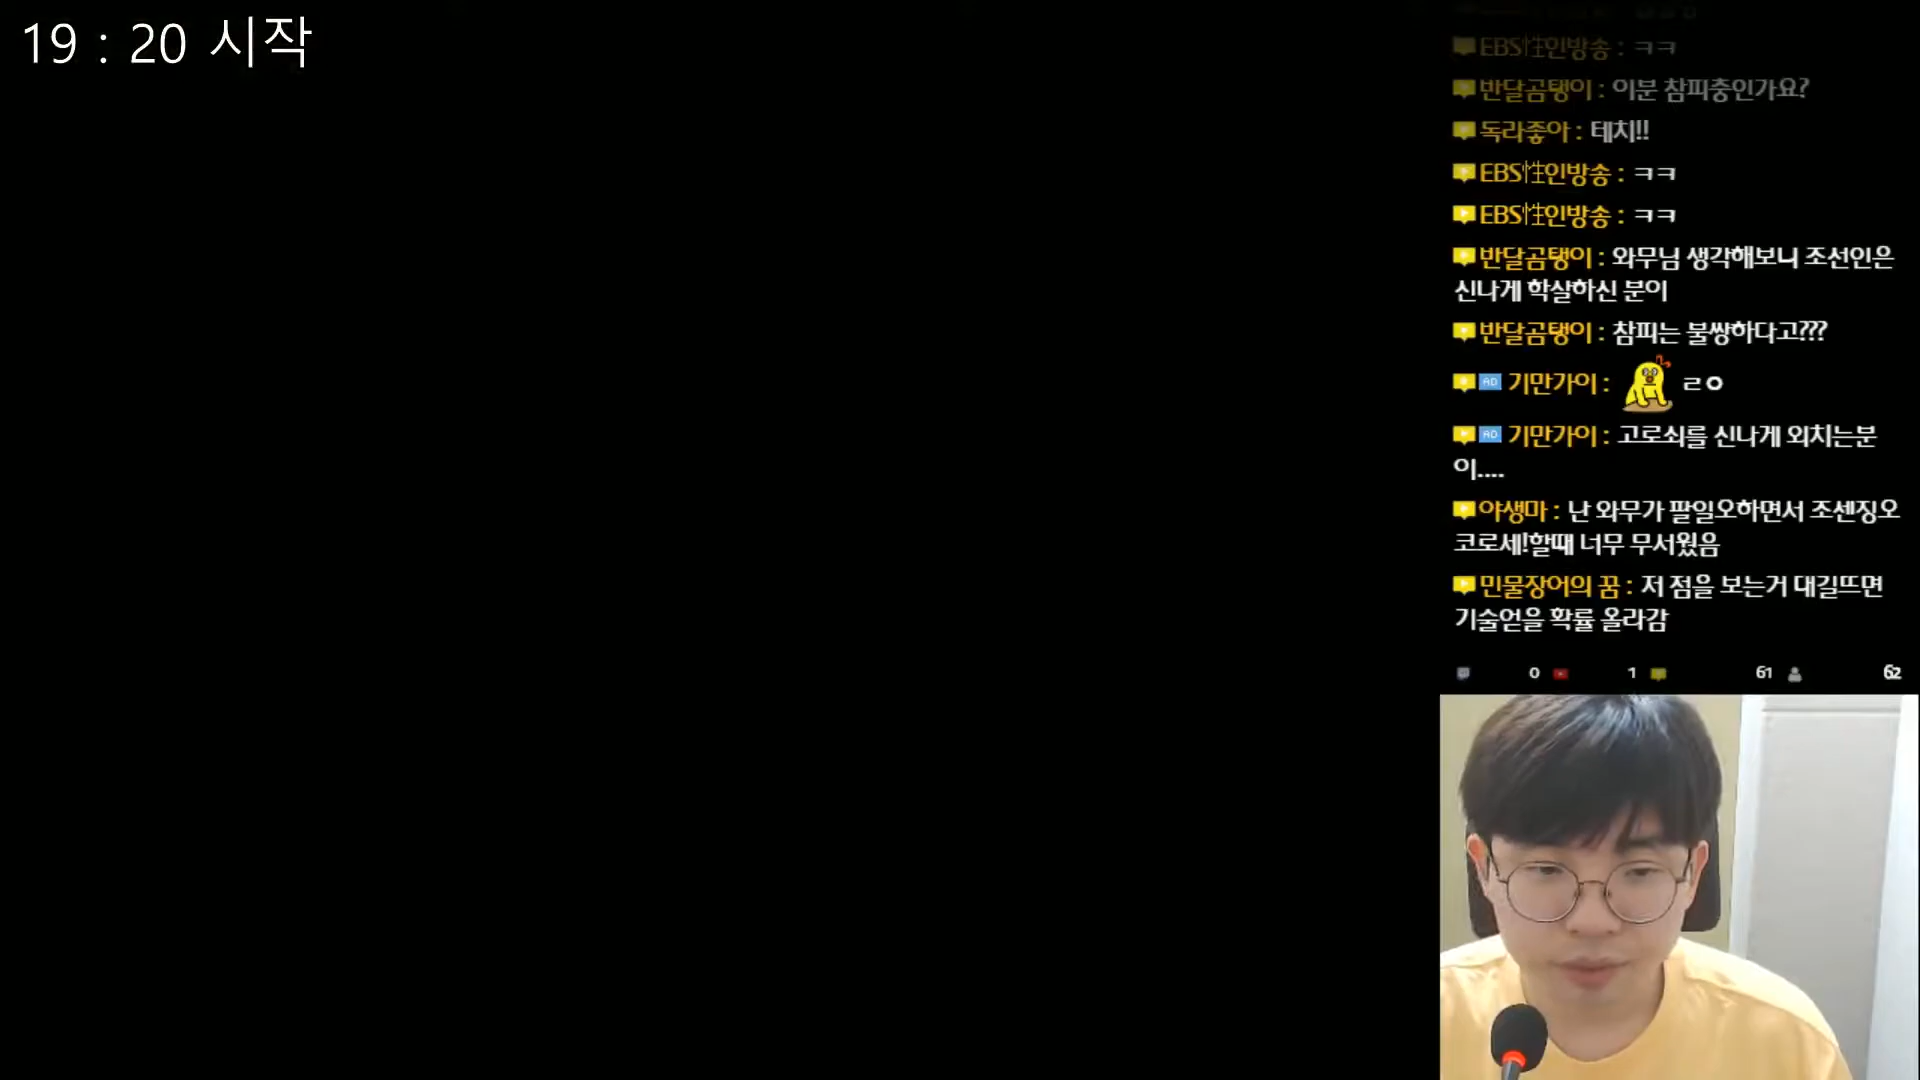 19 : 20 시작
EBS性인방송 : ㅋㅋ
반달곰탱이 : 이분 참피충인가요?
독라좋아 : 테치!!
EBS性인방송 : ㅋㅋ
EBS性인방송 : ㅋㅋ
반달곰탱이 : 와무님 생각해보니 조선인은
신나게 학살하신 분이
반달곰탱이 : 참피는 불쌍하다고???
AD 기만가이 : ㄹㅇ
AD 기만가이 : 고로쇠를 신나게 외치는분
이....
야생마 : 난 와무가 팔일오하면서 조센징오
코로세!할때 너무 무서웠음
민물장어의 꿈 : 저 점을 보는거 대길뜨면
기술얻을 확률 올라감
0 1 61 62